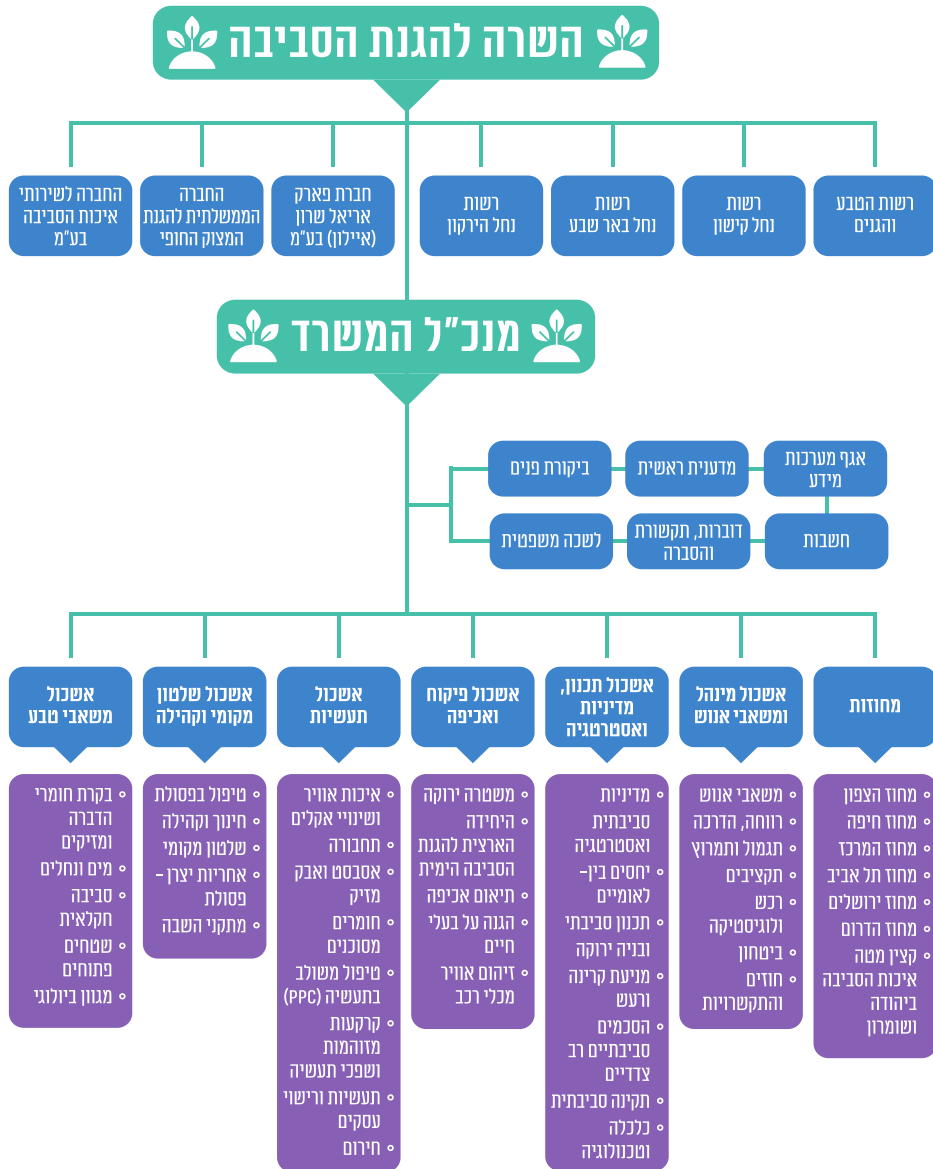 השרה להגנת הסביבה
רשות הטבע
והגנים
רשות
נחל קישון
רשות
נחל באר שבע
רשות
נחל הירקון
חברת פארק
אריאל שרון
(איילון) בע"מ
החברה
הממשלתית להגנת
המצוק החופי
החברה לשירותי
איכות הסביבה
בע"מ
מנכ"ל המשרד
אגף מערכות
מידע
מדענית ראשית
ביקורת פנים
חשבות
דוברות, תקשורת
והסברה
לשכה משפטית
מחוזות
◦ מחוז הצפון
◦ מחוז חיפה
◦ מחוז המרכז
◦ מחוז תל אביב
◦ מחוז ירושלים
◦ מחוז הדרום
◦ קצין מטה
איכות הסביבה
ביהודה
ושומרון
אשכול מינהל
ומשאבי אנוש
◦ משאבי אנוש
◦ רווחה, הדרכה
◦ תגמול ותמרוץ
◦ תקציבים
◦ רכש
ולוגיסטיקה
◦ ביטחון
◦ חוזים
והתקשרויות
אשכול תכנון,
מדיניות
ואסטרטגיה
◦ מדיניות
סביבתית
ואסטרטגיה
◦ יחסים בין-
לאומיים
◦ תכנון סביבתי
ובניה ירוקה
◦ מניעת קרינה
ורעש
◦ הסכמים
סביבתיים רב
צדדיים
◦ תקינה סביבתית
◦ כלכלה
וטכנולוגיה
אשכול פיקוח
ואכיפה
◦ משטרה ירוקה
◦ היחידה
הארצית להגנת
הסביבה הימית
◦ תיאום אכיפה
◦ הגנה על בעלי
חיים
◦ זיהום אוויר
מכלי רכב
אשכול
תעשיות
◦ איכות אוויר
ושינויי אקלים
◦ תחבורה
◦ אסבסט ואבק
מזיק
◦ חומרים
מסוכנים
◦ טיפול משולב
בתעשיה (PPC)
◦ קרקעות
מזוהמות
ושפכי תעשיה
◦ תעשיות ורישוי
עסקים
◦ חירום
אשכול שלטון
מקומי וקהילה
◦ טיפול בפסולת
◦ חינוך וקהילה
◦ שלטון מקומי
◦ אחריות יצרן -
פסולת
◦ מתקני השבה
אשכול
משאבי טבע
◦ בקרת חומרי
הדברה
ומזיקים
◦ מים ונחלים
◦ סביבה
חקלאית
◦ שטחים
פתוחים
◦ מגוון ביולוגי